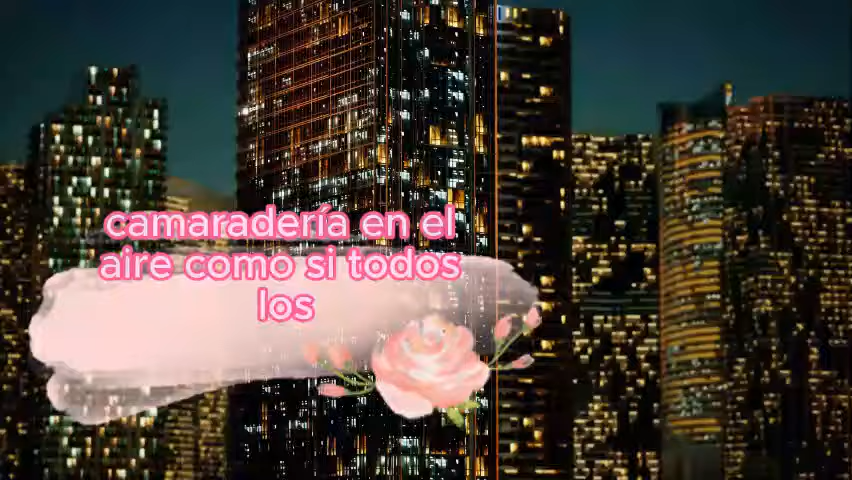 camaradería en el
aire como si todos
los